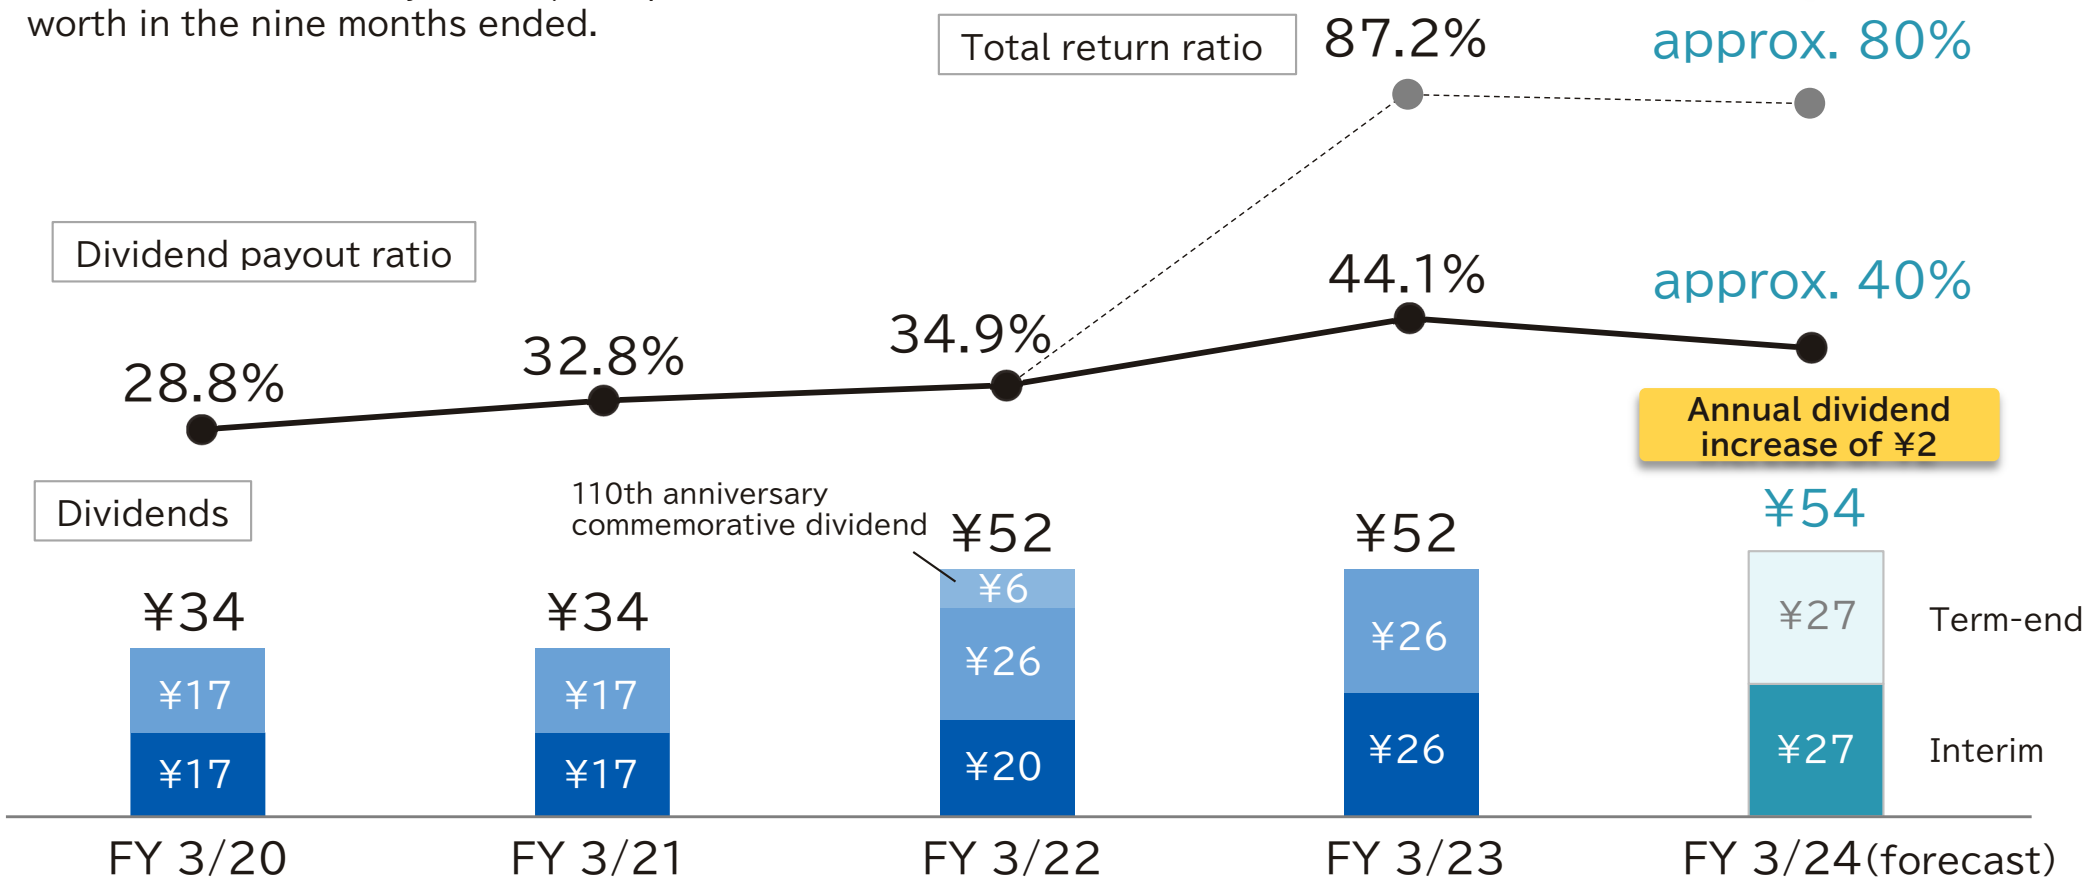 worth in the nine months ended.
Total return ratio
87.2%
approx. 80%
Dividend payout ratio
28.8%
32.8%
34.9%
44.1%
approx. 40%
Annual dividend
increase of ¥2
Dividends
110th anniversary
commemorative dividend
¥34
¥34
¥52
¥52
¥54
¥17
¥17
¥17
¥17
¥6
¥26
¥20
¥26
¥26
¥27
¥27
Term-end
Interim
FY 3/20
FY 3/21
FY 3/22
FY 3/23
FY 3/24(forecast)